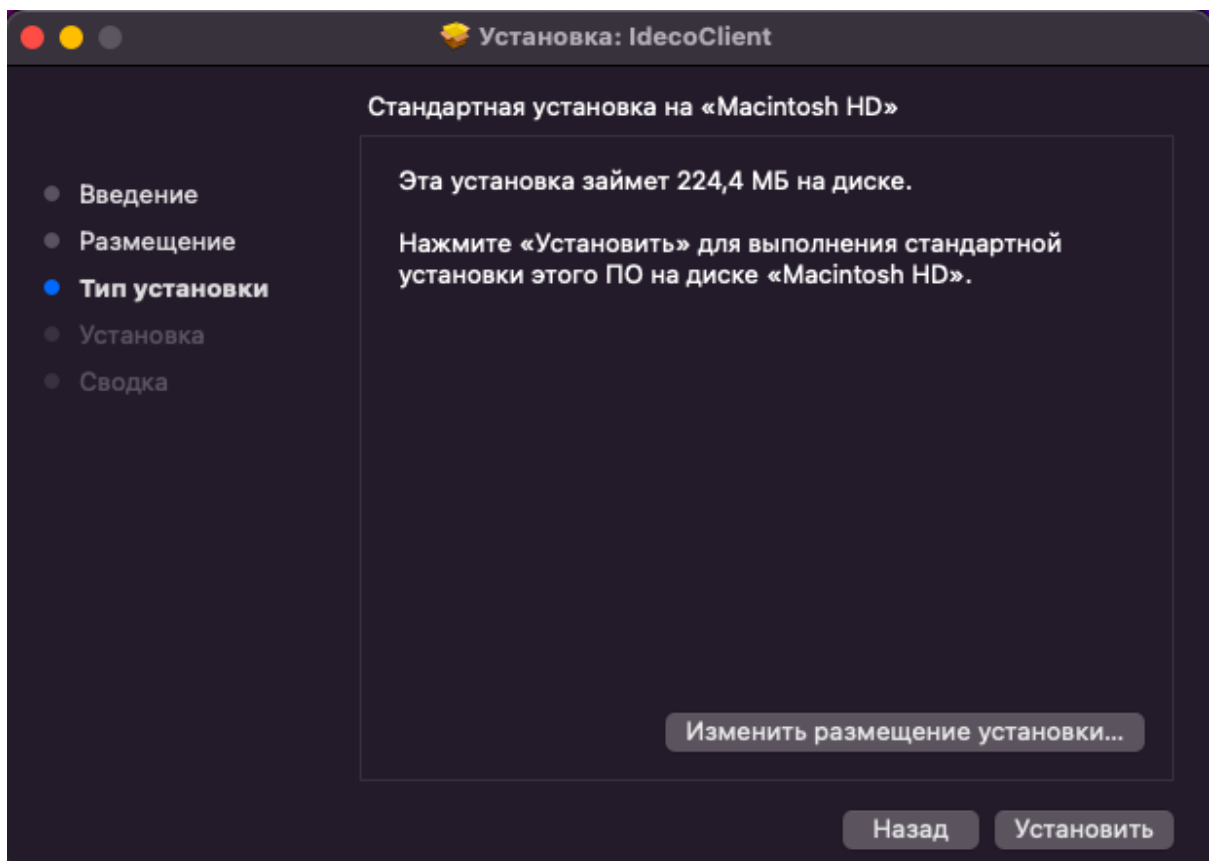 Установка: IdecoClient
Стандартная установка на «Macintosh HD»
Введение
Размещение
Тип установки
Установка
Сводка
Эта установка займет 224,4 МБ на диске.
Нажмите «Установить» для выполнения стандартной
установки этого ПО на диске «Macintosh HD».
Изменить размещение установки...
Назад
Установить